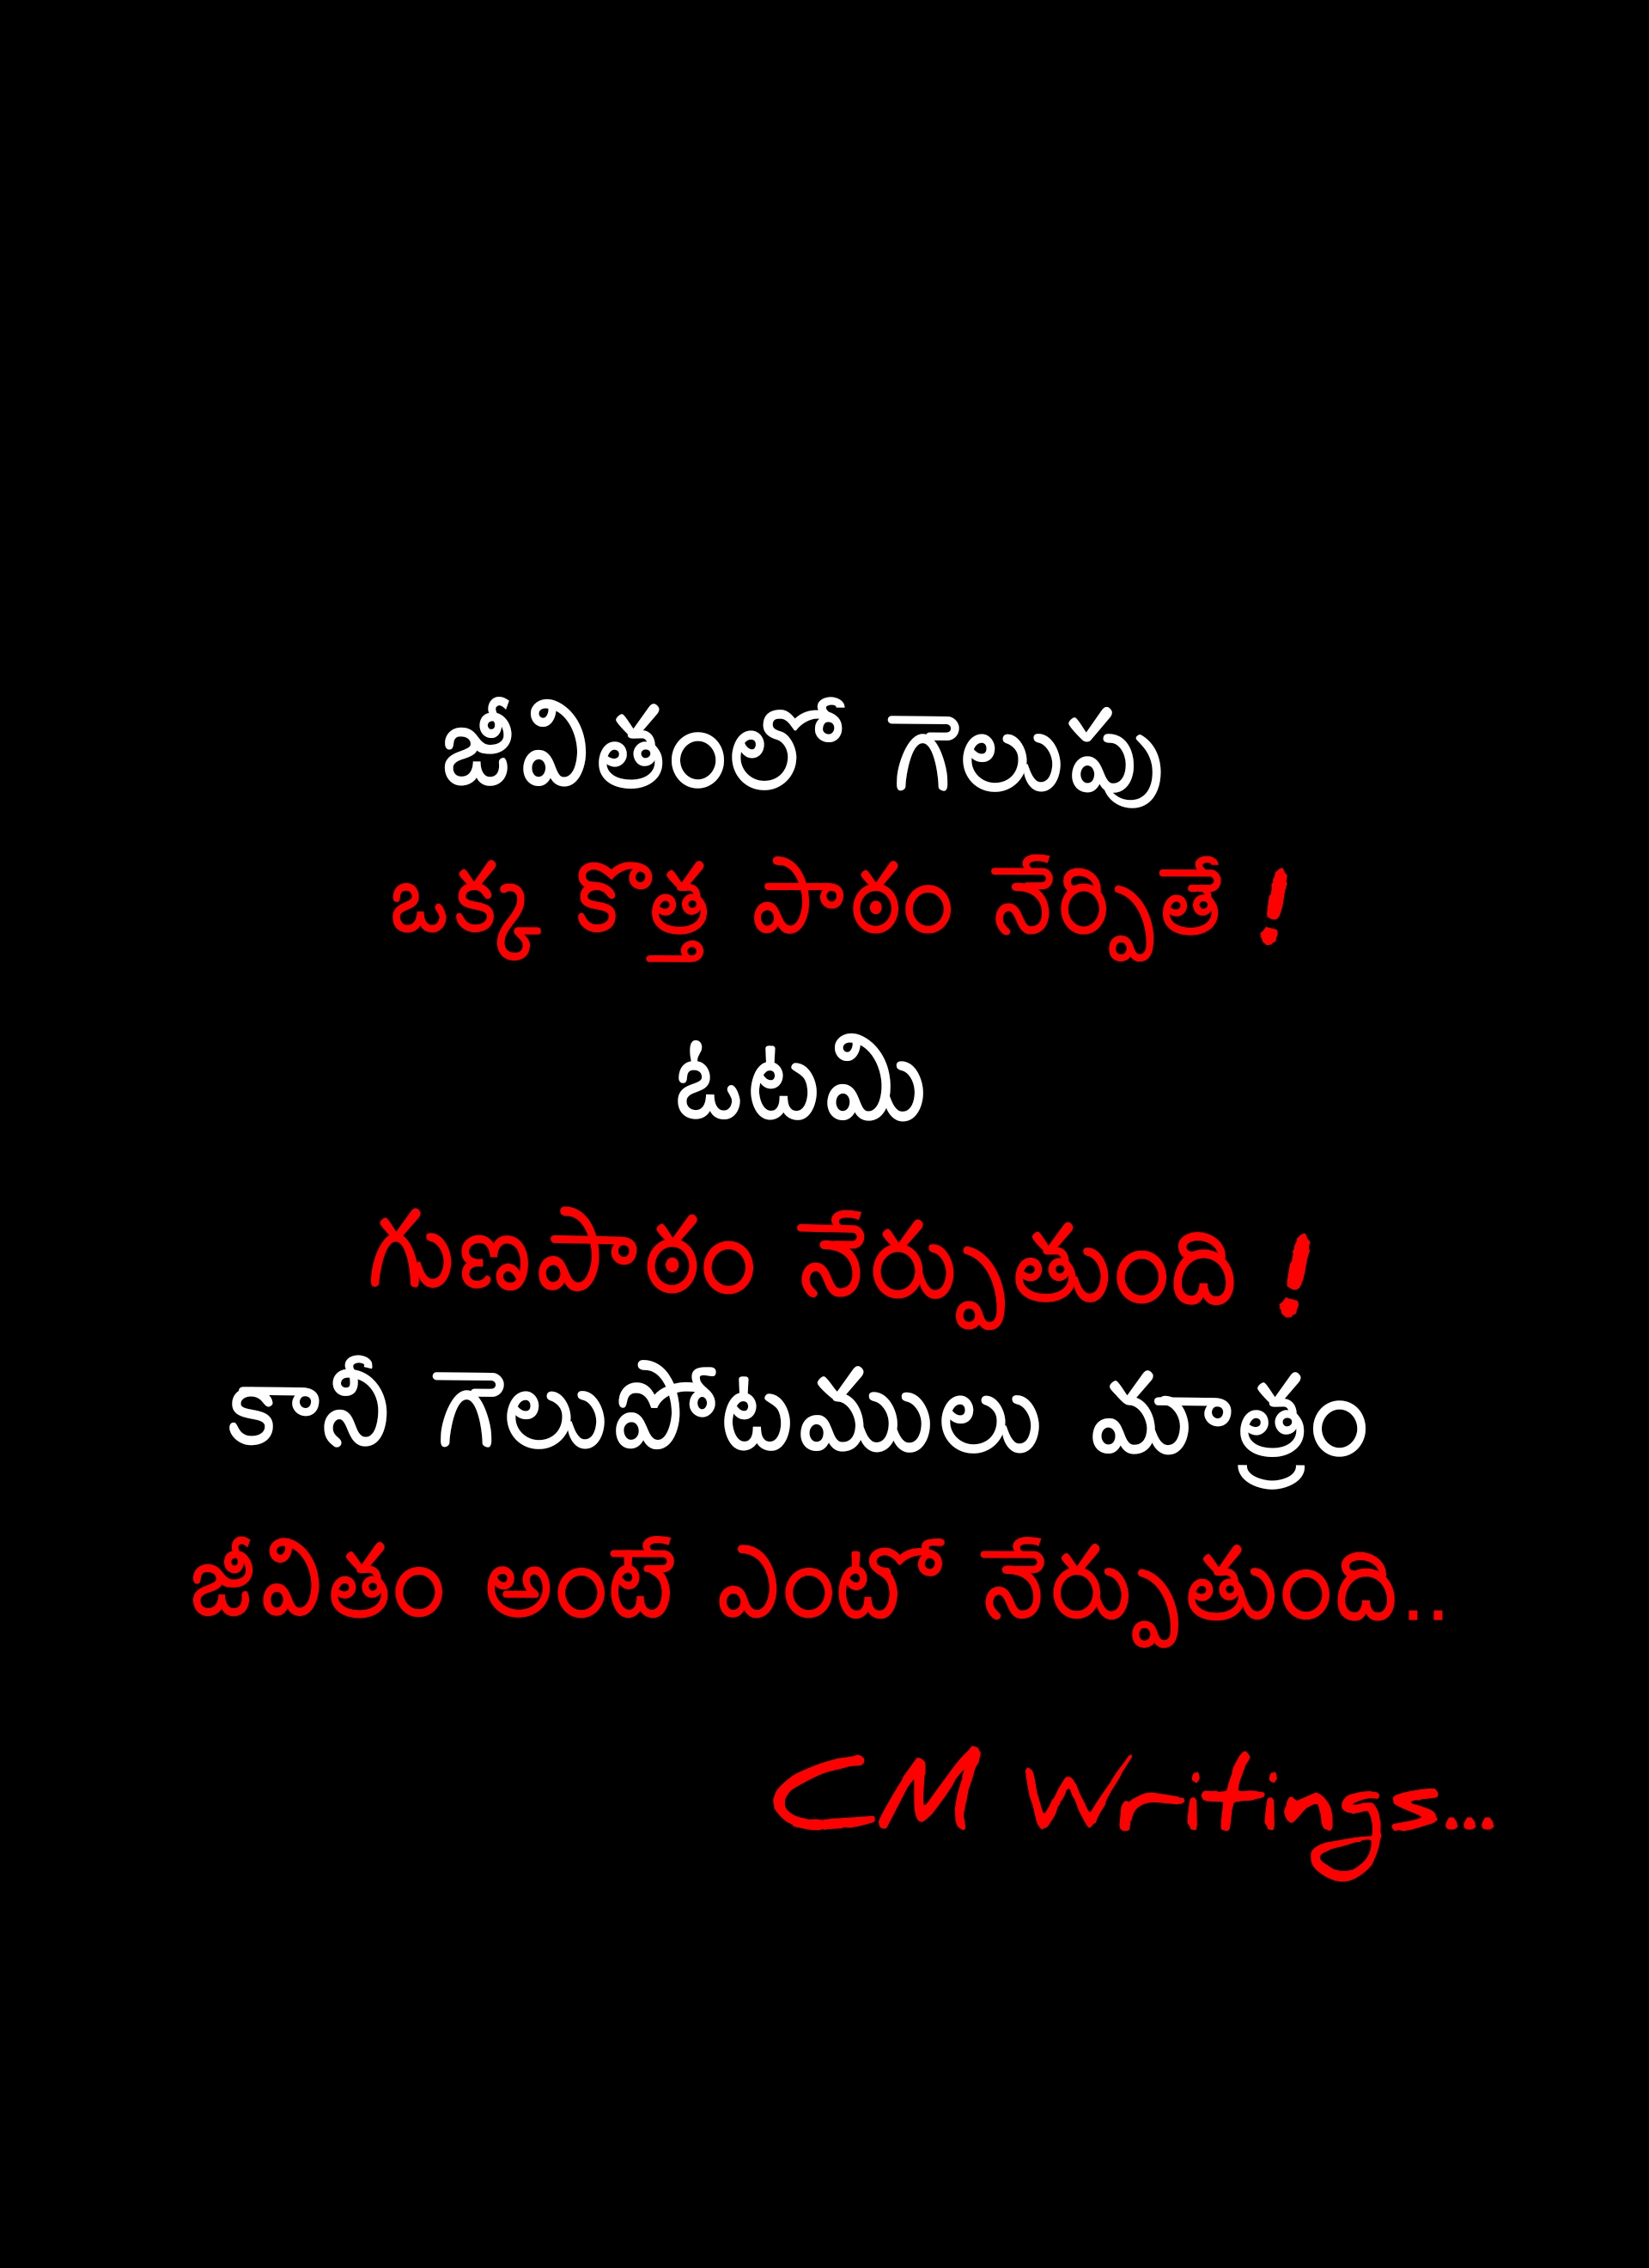 జీవితంలో గెలుపు
ఒక్క కొత్త పాఠం నేర్పితే !
ఓటమి
గుణపాఠం నేర్పుతుంది !
కానీ గెలుపోటములు మాత్రం
జీవితం అంటే ఎంటో నేర్పుతుంది..
CM Writings...